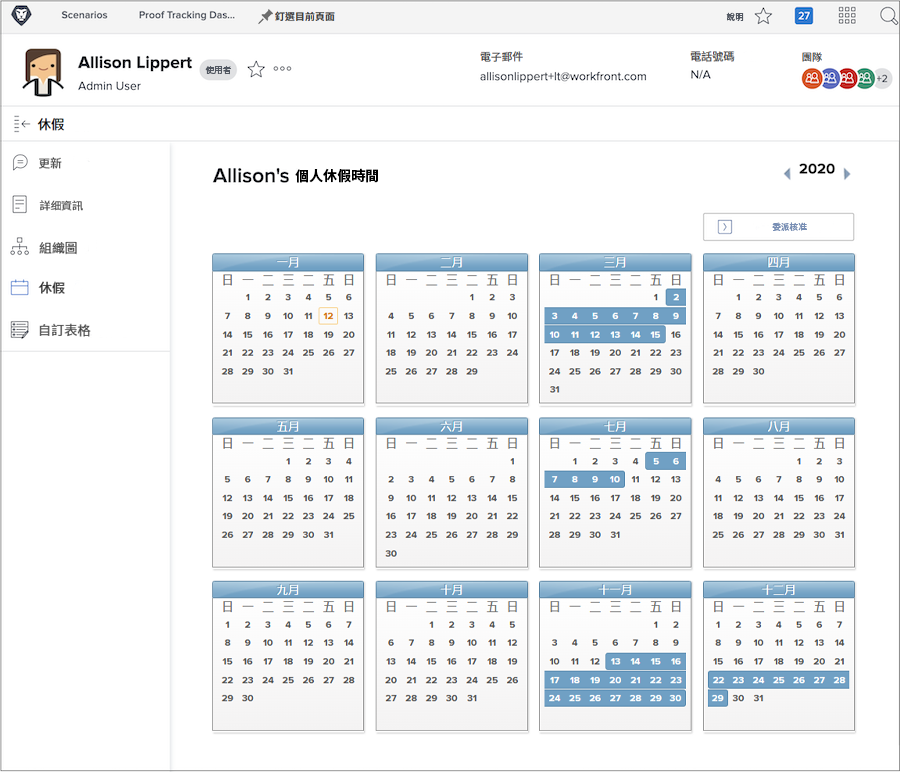 Scenarios
Proof Tracking Das...
釘選目前頁面
說明
27
Allison Lippert
使用者
Admin User
電子郵件
allisonlippert+lt@workfront.com
電話號碼
N/A
團隊
+2
休假
更新
詳細資訊
組織圖
休假
自訂表格
Allison's 個人休假時間
2020
委派核准
一月
日 一 二 三 二 五 日
1 2 3 4 5 6
7 8 9 10 11 12 13
14 15 16 17 18 19 20
21 22 23 24 25 26 27
28 29 30 31
二月
日 一 二 三 二 五 日
1 2 3
4 5 6 7 8 9 10
11 12 13 14 15 16 17
18 19 20 21 22 23 24
25 26 27 28 29
三月
日 一 二 三 二 五 日
1 2
3 4 5 6 7 8 9
10 11 12 13 14 15 16
17 18 19 20 21 22 23
24 25 26 27 28 29 30
31
四月
日 一 二 三 二 五 日
1 2 3 4 5 6
7 8 9 10 11 12 13
14 15 16 17 18 19 20
21 22 23 24 25 26 27
28 29 30
五月
日 一 二 三 二 五 日
1 2 3 4
5 6 7 8 9 10 11
12 13 14 15 16 17 18
19 20 21 22 23 24 25
26 27 28 29 30 31
六月
日 一 二 三 二 五 日
1
2 3 4 5 6 7 8
9 10 11 12 13 14 15
16 17 18 19 20 21 22
23 24 25 26 27 28 29
30
七月
日 一 二 三 二 五 日
1 2 3 4 5 6
7 8 9 10 11 12 13
14 15 16 17 18 19 20
21 22 23 24 25 26 27
28 29 30 31
八月
日 一 二 三 二 五 日
1 2 3
4 5 6 7 8 9 10
11 12 13 14 15 16 17
18 19 20 21 22 23 24
25 26 27 28 29 30 31
九月
日 一 二 三 二 五 日
1 2 3 4 5 6 7
8 9 10 11 12 13 14
15 16 17 18 19 20 21
22 23 24 25 26 27 28
29 30
十月
日 一 二 三 二 五 日
1 2 3 4 5
6 7 8 9 10 11 12
13 14 15 16 17 18 19
20 21 22 23 24 25 26
27 28 29 30 31
十一月
日 一 二 三 二 五 日
1 2
3 4 5 6 7 8 9
10 11 12 13 14 15 16
17 18 19 20 21 22 23
24 25 26 27 28 29 30
十二月
日 一 二 三 二 五 日
1 2 3 4 5 6 7
8 9 10 11 12 13 14
15 16 17 18 19 20 21
22 23 24 25 26 27 28
29 30 31